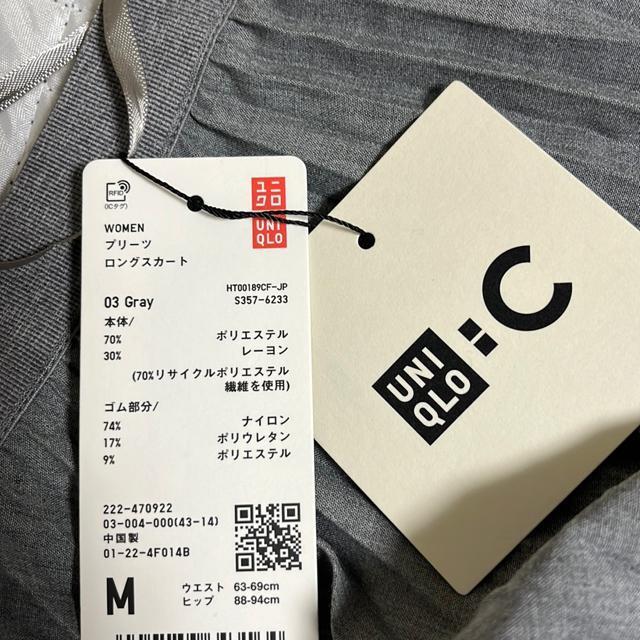 RFID
(ICタグ)
ユニ
クロ
UNI
QLO
WOMEN
プリーツ
ロングスカート
HT00189CF-JP
03 Gray
S357-6233
本体/
70% ポリエステル
30% レーヨン
(70%リサイクルポリエステル
繊維を使用)
ゴム部分/
74% ナイロン
17% ポリウレタン
9% ポリエステル
222-470922
03-004-000(43-14)
中国製
01-22-4F014B
M
ウエスト 63-69cm
ヒップ 88-94cm
UNI
QLO
: C